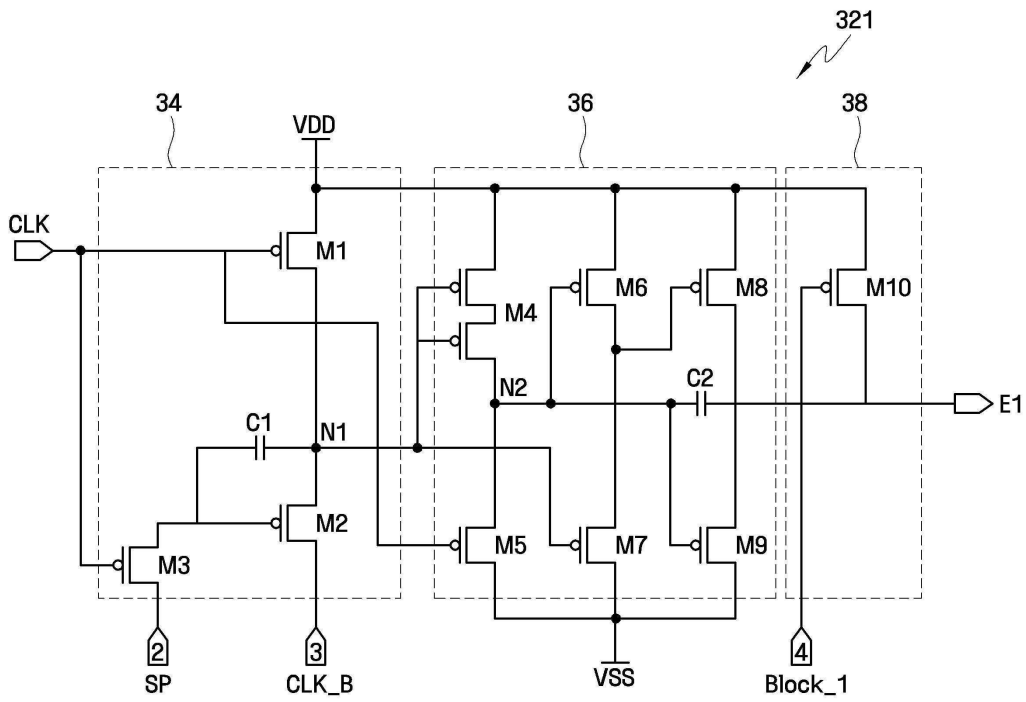 321
34
36
38
VDD
CLK
M1
M6
M8
M10
M4
N2
C2
E1
C1
N1
M2
M3
M5
M7
M9
2
3
4
SP
CLK_B
VSS
Block_1